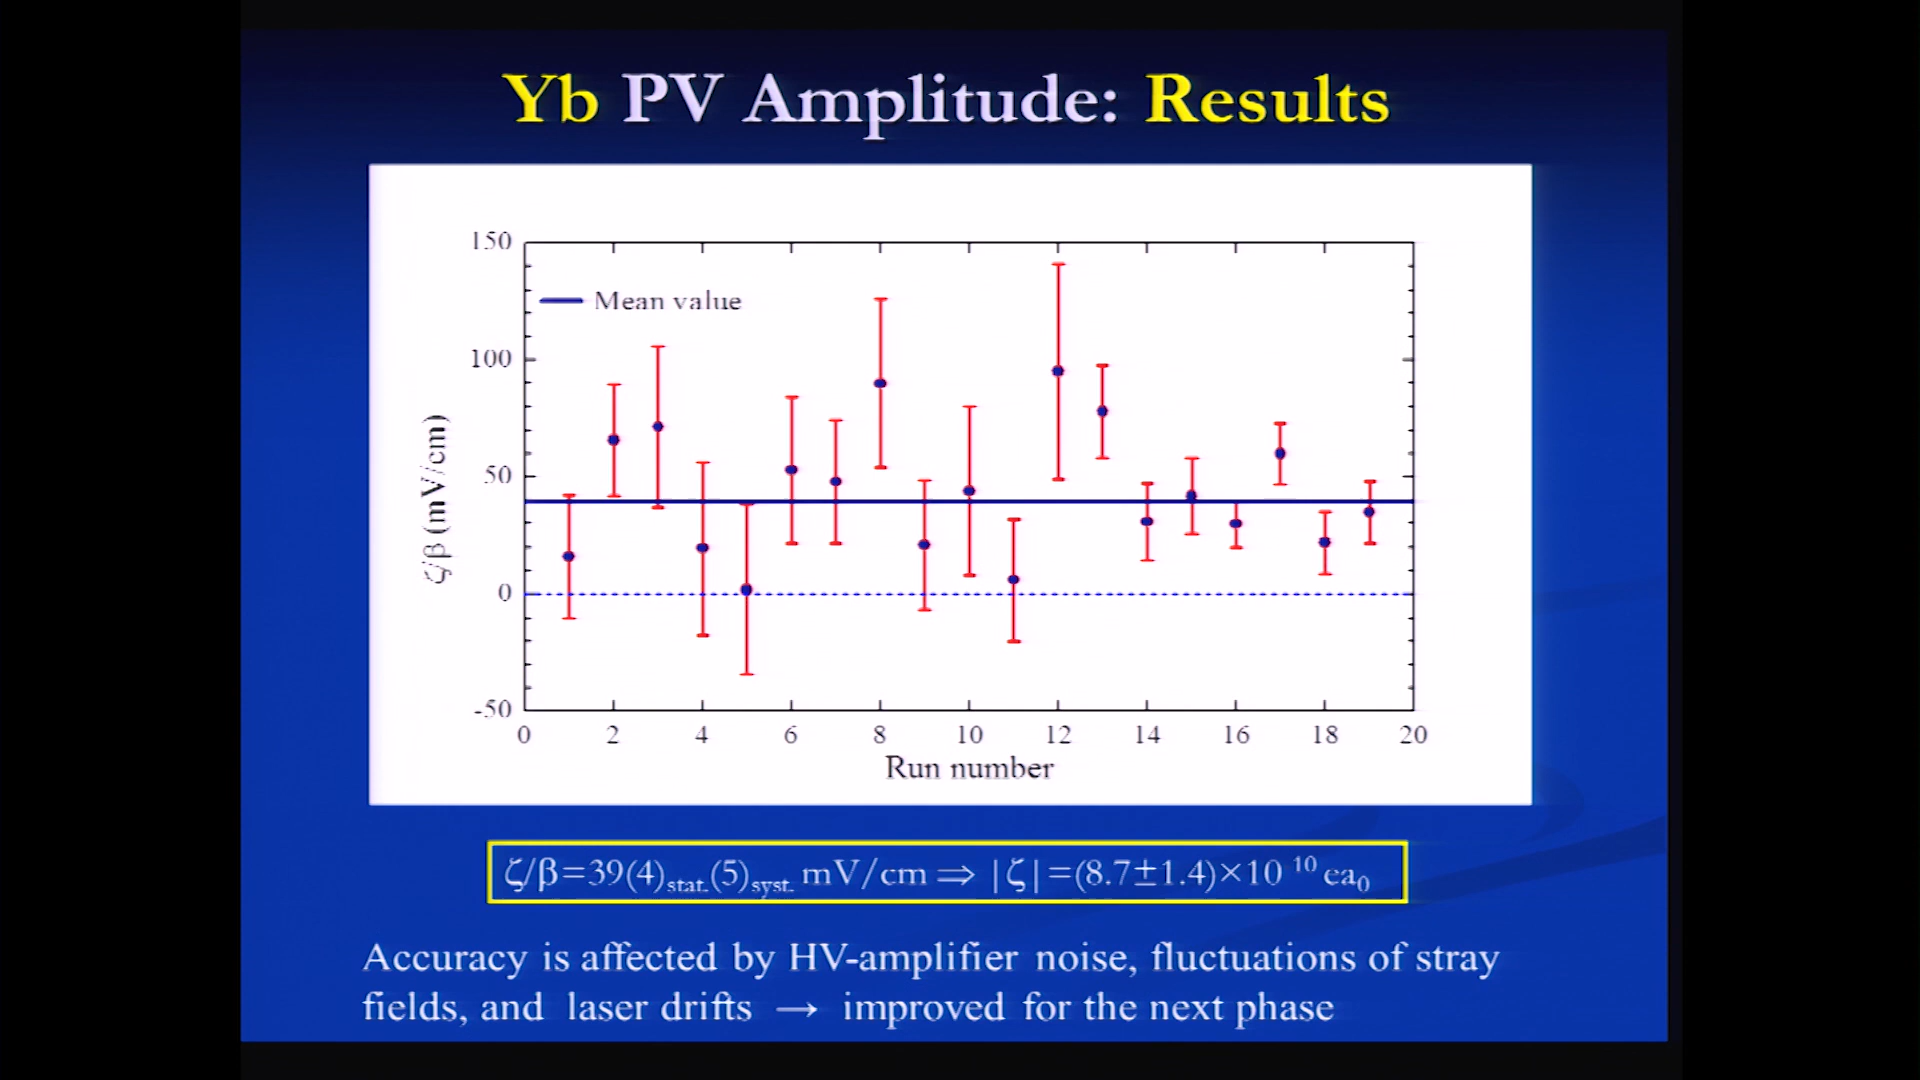 Yb PV Amplitude: Results
150
Mean value
100
50
0
-50
ζ/β (mV/cm)
0 2 4 6 8 10 12 14 16 18 20
Run number
ζ/β=39(4)stat.(5)syst. mV/cm ⇒ |ζ|=(8.7±1.4)×10 10 ea0
Accuracy is affected by HV-amplifier noise, fluctuations of stray
fields, and laser drifts → improved for the next phase